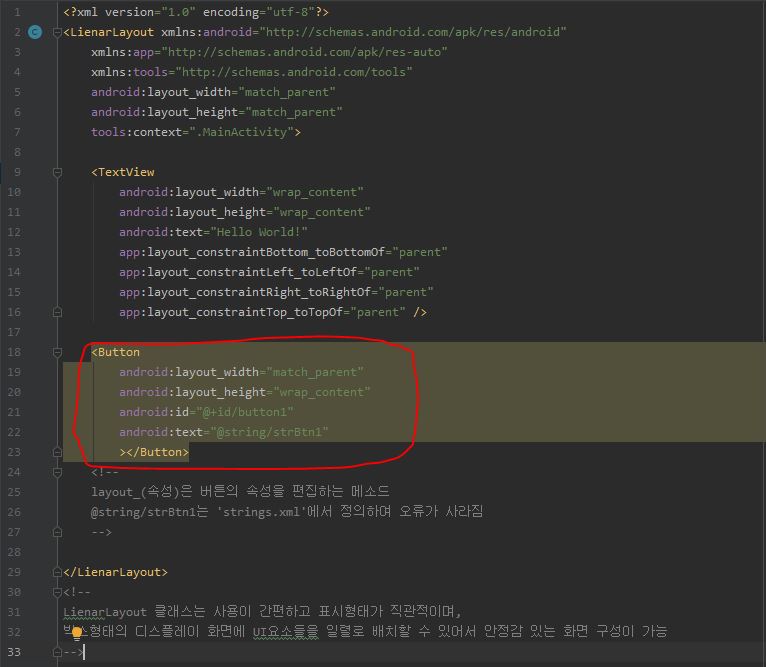 1 <?xml version="1.0" encoding="utf-8"?>
2 C <LienarLayout xmlns:android="http://schemas.android.com/apk/res/android"
3 xmlns:app="http://schemas.android.com/apk/res-auto"
4 xmlns:tools="http://schemas.android.com/tools"
5 android:layout_width="match_parent"
6 android:layout_height="match_parent"
7 tools:context=".MainActivity">
8
9 <TextView
10 android:layout_width="wrap_content"
11 android:layout_height="wrap_content"
12 android:text="Hello World!"
13 app:layout_constraintBottom_toBottomOf="parent"
14 app:layout_constraintLeft_toLeftOf="parent"
15 app:layout_constraintRight_toRightOf="parent"
16 app:layout_constraintTop_toTopOf="parent" />
17
18 <Button
19 android:layout_width="match_parent"
20 android:layout_height="wrap_content"
21 android:id="@+id/button1"
22 android:text="@string/strBtn1"
23 ></Button>
24 <!--
25 layout_(속성)은 버튼의 속성을 편집하는 메소드
26 @string/strBtn1는 'strings.xml'에서 정의하며 오류가 사라짐
27 -->
28
29 </LienarLayout>
30 <!--
31 LienarLayout 클래스는 사용이 간편하고 표시형태가 직관적이며,
32 형태의 디스플레이 화면에 UI요소들을 일렬로 배치할 수 있어서 안정감 있는 화면 구성이 가능
33 -->